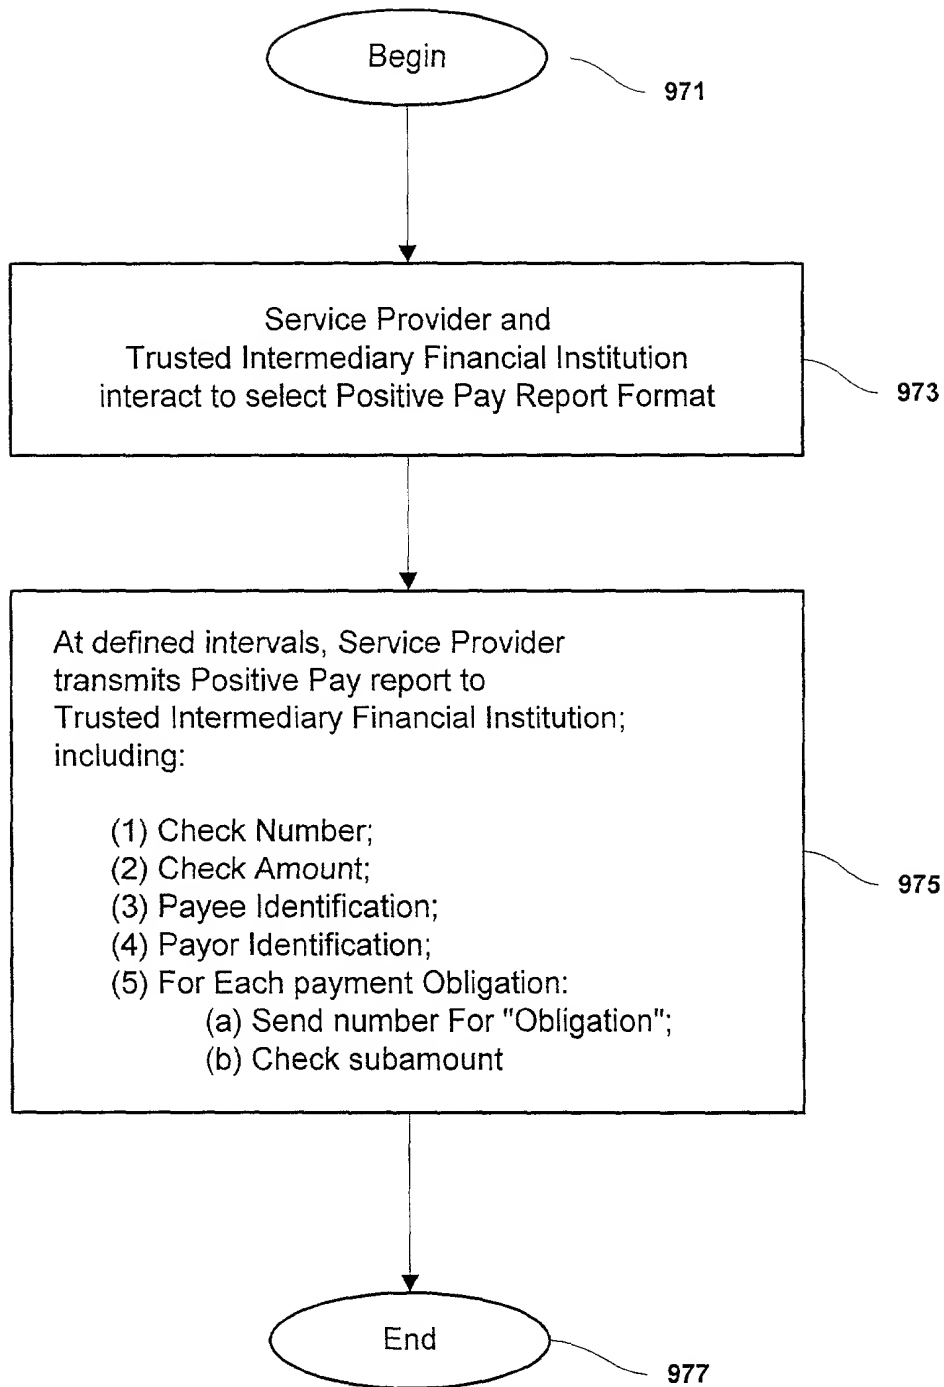 Begin
971
Service Provider and
Trusted Intermediary Financial Institution
interact to select Positive Pay Report Format
973
At defined intervals, Service Provider
transmits Positive Pay report to
Trusted Intermediary Financial Institution;
including:
(1) Check Number;
(2) Check Amount;
(3) Payee Identification;
(4) Payor Identification;
(5) For Each payment Obligation:
(a) Send number For "Obligation";
(b) Check subamount
975
End
977